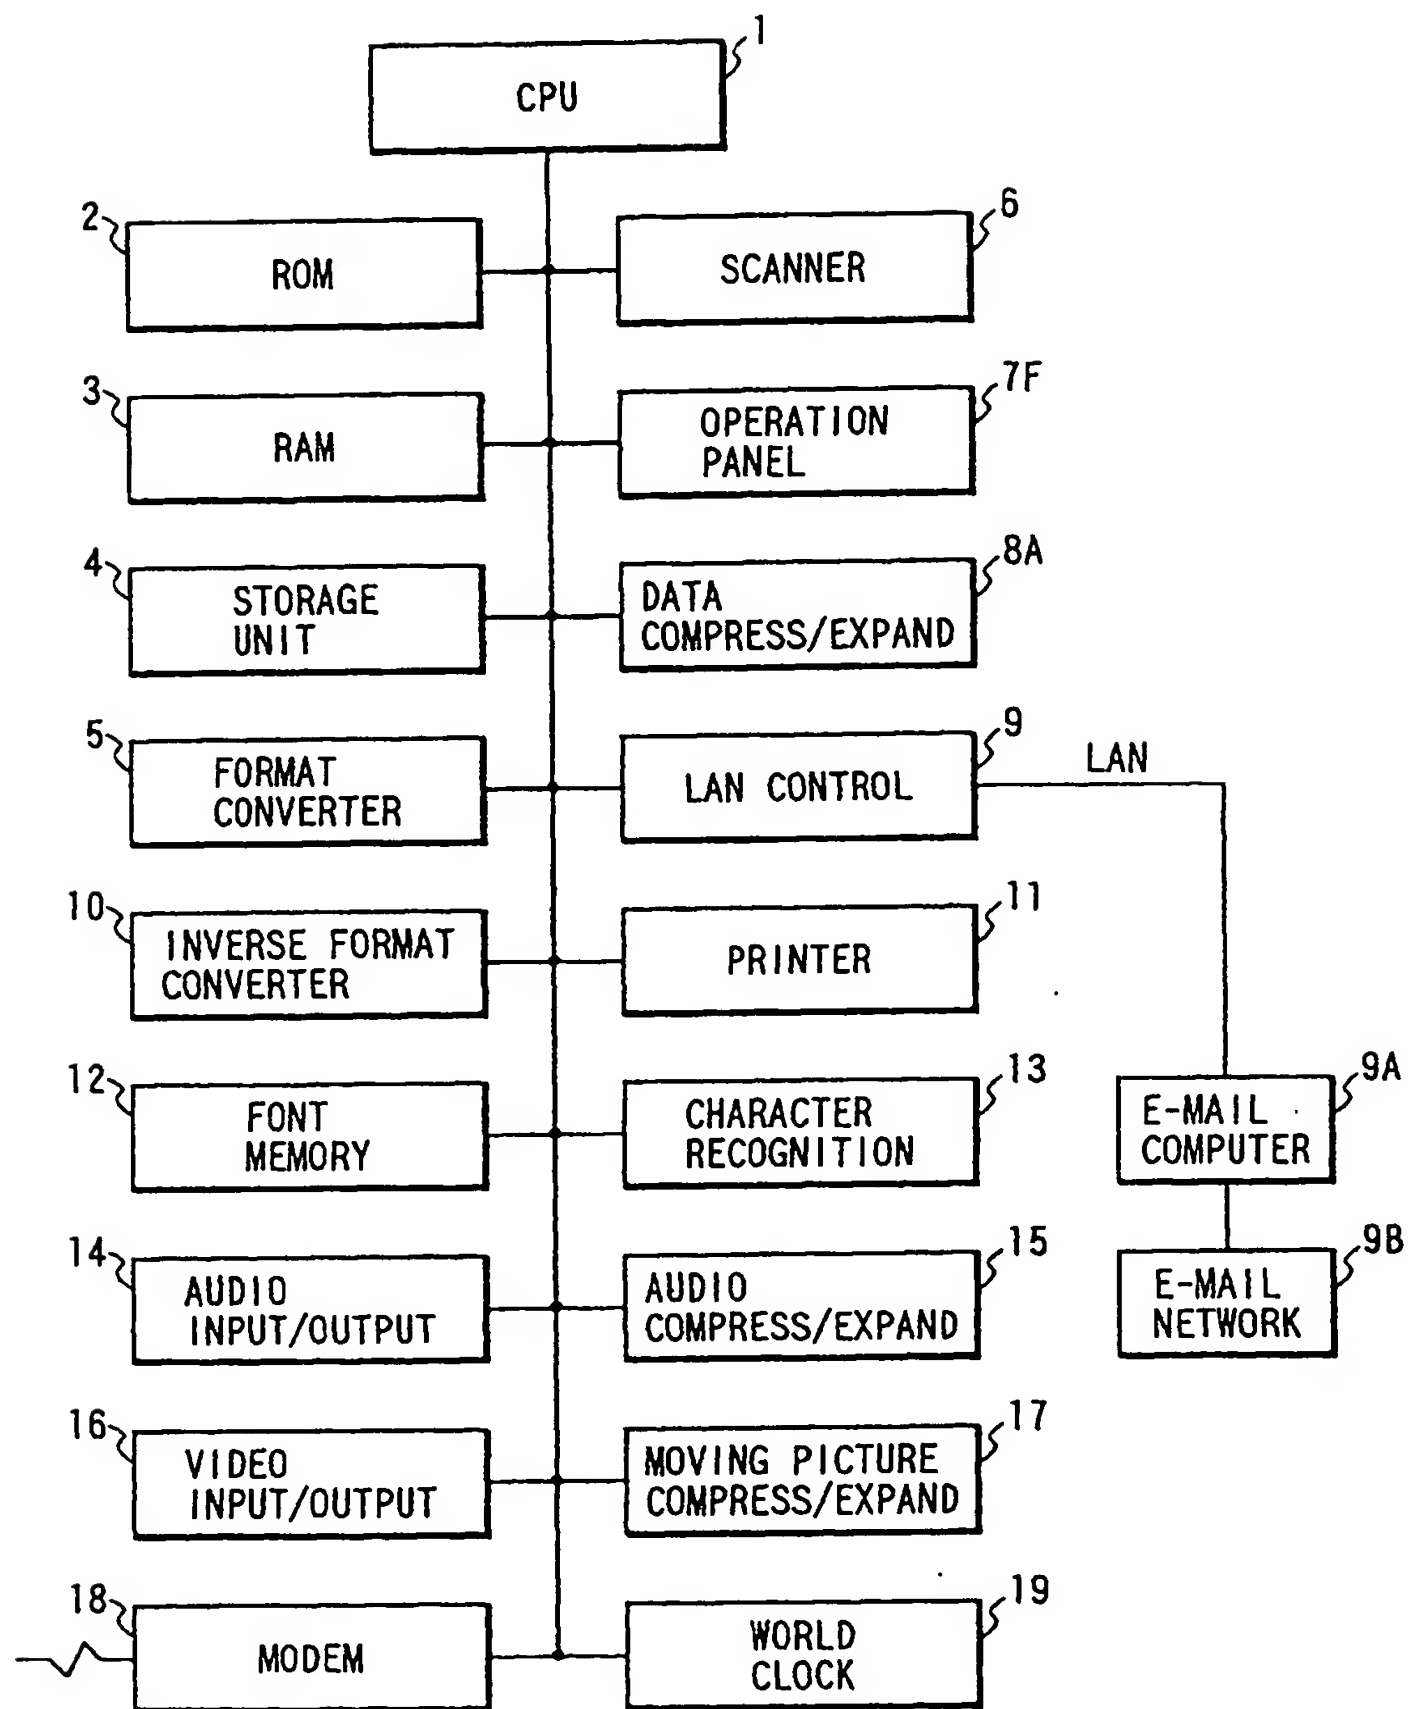 1
CPU
2
ROM
6
SCANNER
3
RAM
7F
OPERATION
PANEL
4
STORAGE
UNIT
8A
DATA
COMPRESS/EXPAND
5
FORMAT
CONVERTER
9
LAN CONTROL
LAN
10
INVERSE FORMAT
CONVERTER
11
PRINTER
12
FONT
MEMORY
13
CHARACTER
RECOGNITION
9A
E-MAIL
COMPUTER
14
AUDIO
INPUT/OUTPUT
15
AUDIO
COMPRESS/EXPAND
9B
E-MAIL
NETWORK
16
VIDEO
INPUT/OUTPUT
17
MOVING PICTURE
COMPRESS/EXPAND
18
MODEM
19
WORLD
CLOCK